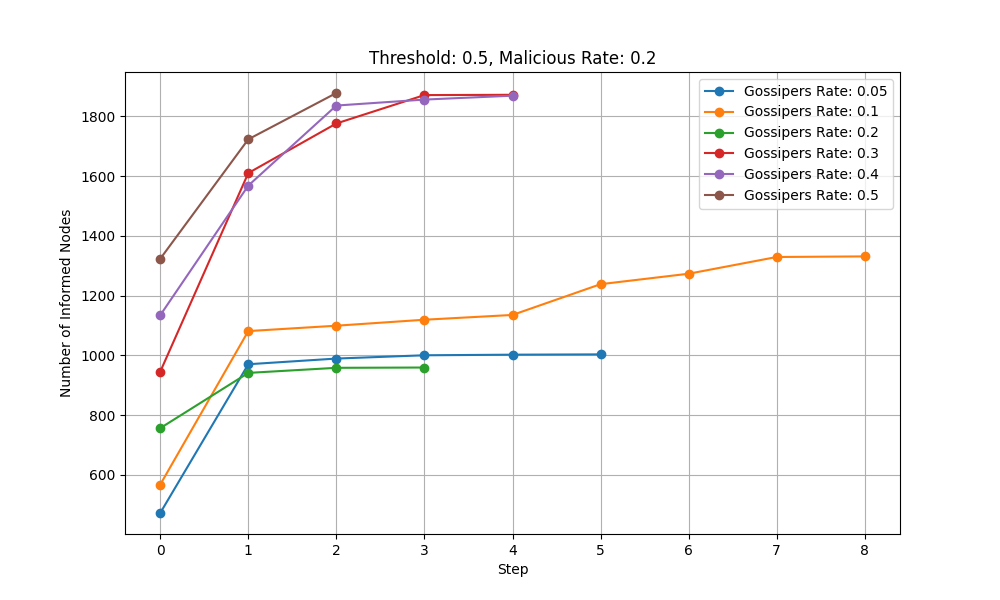 Threshold: 0.5, Malicious Rate: 0.2
Number of Informed Nodes
1800
1600
1400
1200
1000
800
600
Gossipers Rate: 0.05
Gossipers Rate: 0.1
Gossipers Rate: 0.2
Gossipers Rate: 0.3
Gossipers Rate: 0.4
Gossipers Rate: 0.5
0 1 2 3 4 5 6 7 8
Step